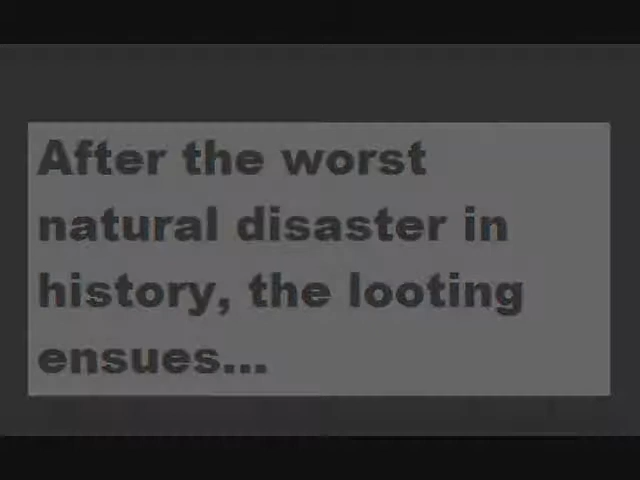 After the worst
natural disaster in
history, the looting
ensues...